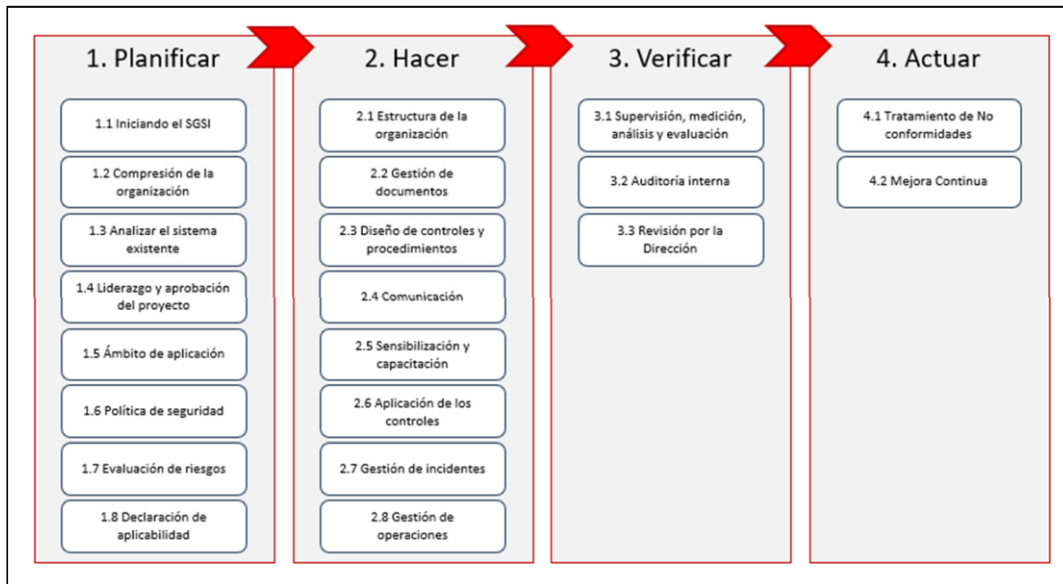 1. Planificar
1.1 Iniciando el SGSI
1.2 Compresión de la
organización
1.3 Analizar el sistema
existente
1.4 Liderazgo y aprobación
del proyecto
1.5 Ámbito de aplicación
1.6 Política de seguridad
1.7 Evaluación de riesgos
1.8 Declaración de
aplicabilidad
2. Hacer
2.1 Estructura de la
organización
2.2 Gestión de
documentos
2.3 Diseño de controles y
procedimientos
2.4 Comunicación
2.5 Sensibilización y
capacitación
2.6 Aplicación de los
controles
2.7 Gestión de incidentes
2.8 Gestión de
operaciones
3. Verificar
3.1 Supervisión, medición,
análisis y evaluación
3.2 Auditoría interna
3.3 Revisión por la
Dirección
4. Actuar
4.1 Tratamiento de No
conformidades
4.2 Mejora Continua